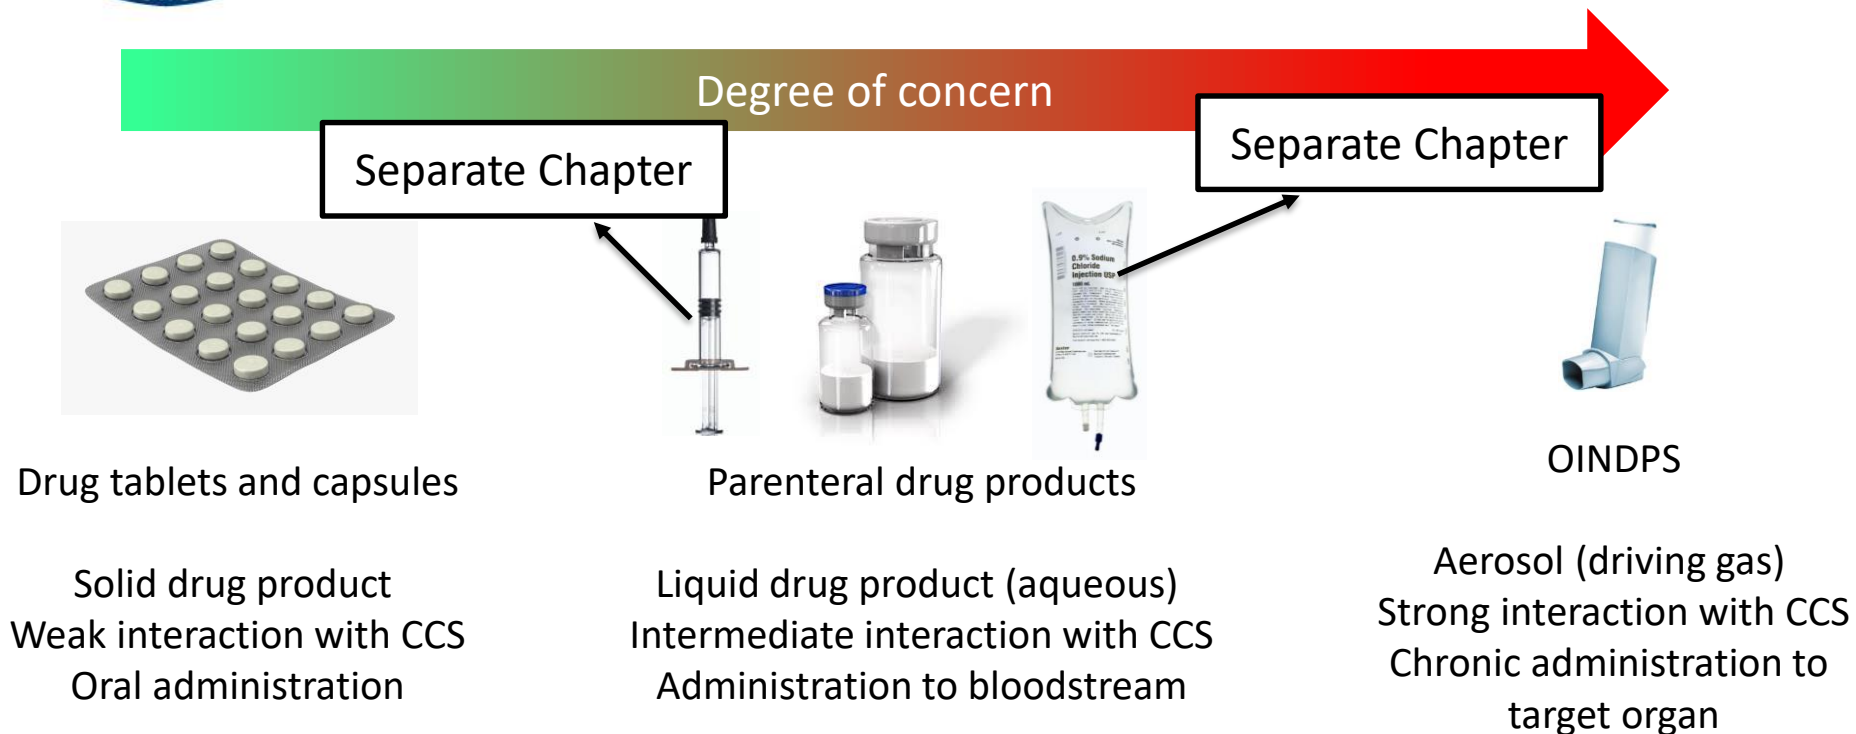 Degree of concern
Separate Chapter
Separate Chapter
0.9% Sodium
Chloride
Injection USP
Drug tablets and capsules
Parenteral drug products
OINDPS
Solid drug product
Weak interaction with CCS
Oral administration
Liquid drug product (aqueous)
Intermediate interaction with CCS
Administration to bloodstream
Aerosol (driving gas)
Strong interaction with CCS
Chronic administration to
target organ